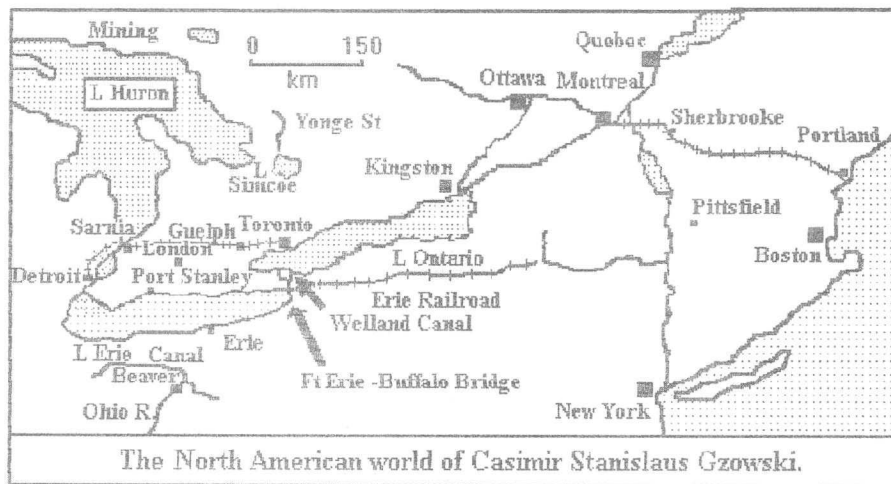 Mining
0 150
km
Quebec
Ottawa
Montreal
L Huron
Yonge St
Sherbrooke
Portland
L
Simcoe
Kingston
Sarnia
Guelph
Toronto
London
Pittsfield
Detroit
Port Stanley
L Ontario
Boston
Erie Railroad
Welland Canal
L Erie
Canal
Erie
Beaver
Ft Erie -Buffalo Bridge
Ohio R.
New York
The North American world of Casimir Stanislaus Gzowski.